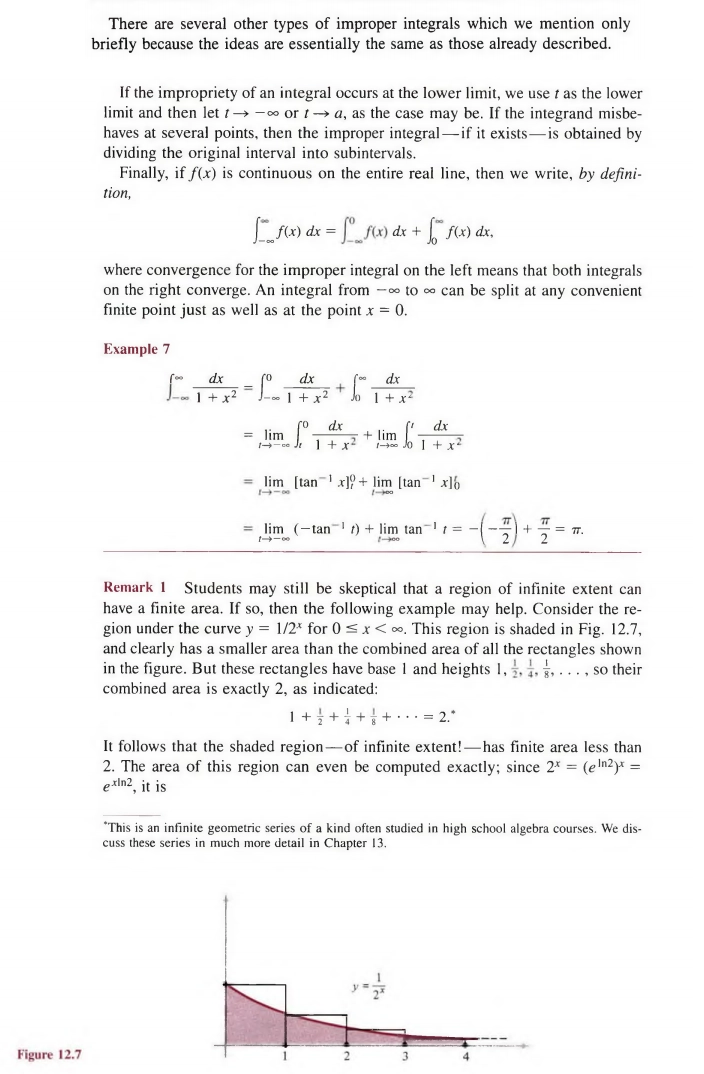 There are several other types of improper integrals which we mention only
briefly because the ideas are essentially the same as those already described.
If the impropriety of an integral occurs at the lower limit, we use t as the lower
limit and then let t → −∞ or t → a, as the case may be. If the integrand misbe-
haves at several points, then the improper integral—if it exists—is obtained by
dividing the original interval into subintervals.
Finally, if f(x) is continuous on the entire real line, then we write, by defini-
tion,
∫_{−∞}^{∞} f(x) dx = ∫_{−∞}^{0} f(x) dx + ∫_{0}^{∞} f(x) dx,
where convergence for the improper integral on the left means that both integrals
on the right converge. An integral from −∞ to ∞ can be split at any convenient
finite point just as well as at the point x = 0.
Example 7
∫_{−∞}^{∞} dx/(1 + x²) = ∫_{−∞}^{0} dx/(1 + x²) + ∫_{0}^{∞} dx/(1 + x²)
= lim_{t→−∞} ∫_{t}^{0} dx/(1 + x²) + lim_{t→∞} ∫_{0}^{t} dx/(1 + x²)
= lim_{t→−∞} [tan⁻¹ x]_{t}^{0} + lim_{t→∞} [tan⁻¹ x]_{0}^{t}
= lim_{t→−∞} (−tan⁻¹ t) + lim_{t→∞} tan⁻¹ t = −(−π/2) + π/2 = π.
Remark 1 Students may still be skeptical that a region of infinite extent can
have a finite area. If so, then the following example may help. Consider the re-
gion under the curve y = 1/2ˣ for 0 ≤ x < ∞. This region is shaded in Fig. 12.7,
and clearly has a smaller area than the combined area of all the rectangles shown
in the figure. But these rectangles have base 1 and heights 1, 1/2, 1/4, 1/8, . . . , so their
combined area is exactly 2, as indicated:
1 + 1/2 + 1/4 + 1/8 + · · · = 2.*
It follows that the shaded region—of infinite extent!—has finite area less than
2. The area of this region can even be computed exactly; since 2ˣ = (e^{ln2})ˣ =
e^{xln2}, it is
*This is an infinite geometric series of a kind often studied in high school algebra courses. We dis-
cuss these series in much more detail in Chapter 13.
y = 1/2ˣ
1 2 3 4
Figure 12.7